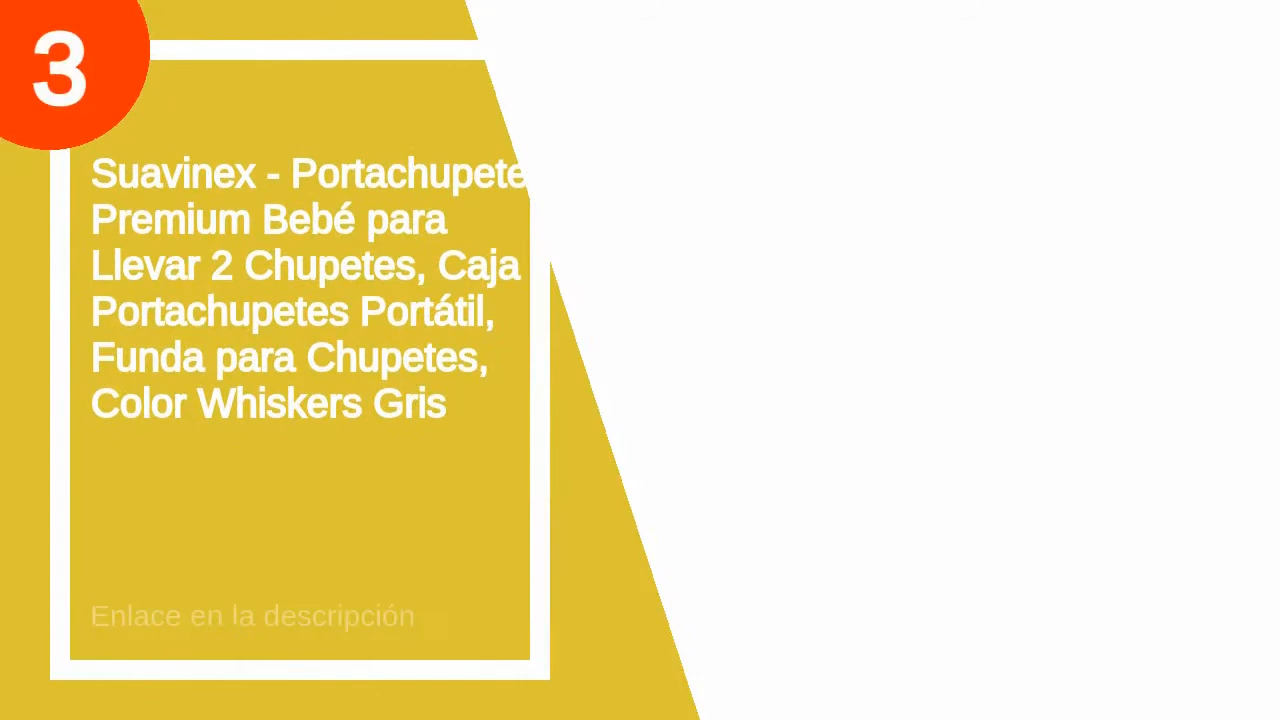 3
Suavinex - Portachupete
Premium Bebé para
Llevar 2 Chupetes, Caja
Portachupetes Portátil,
Funda para Chupetes,
Color Whiskers Gris
Enlace en la descripción